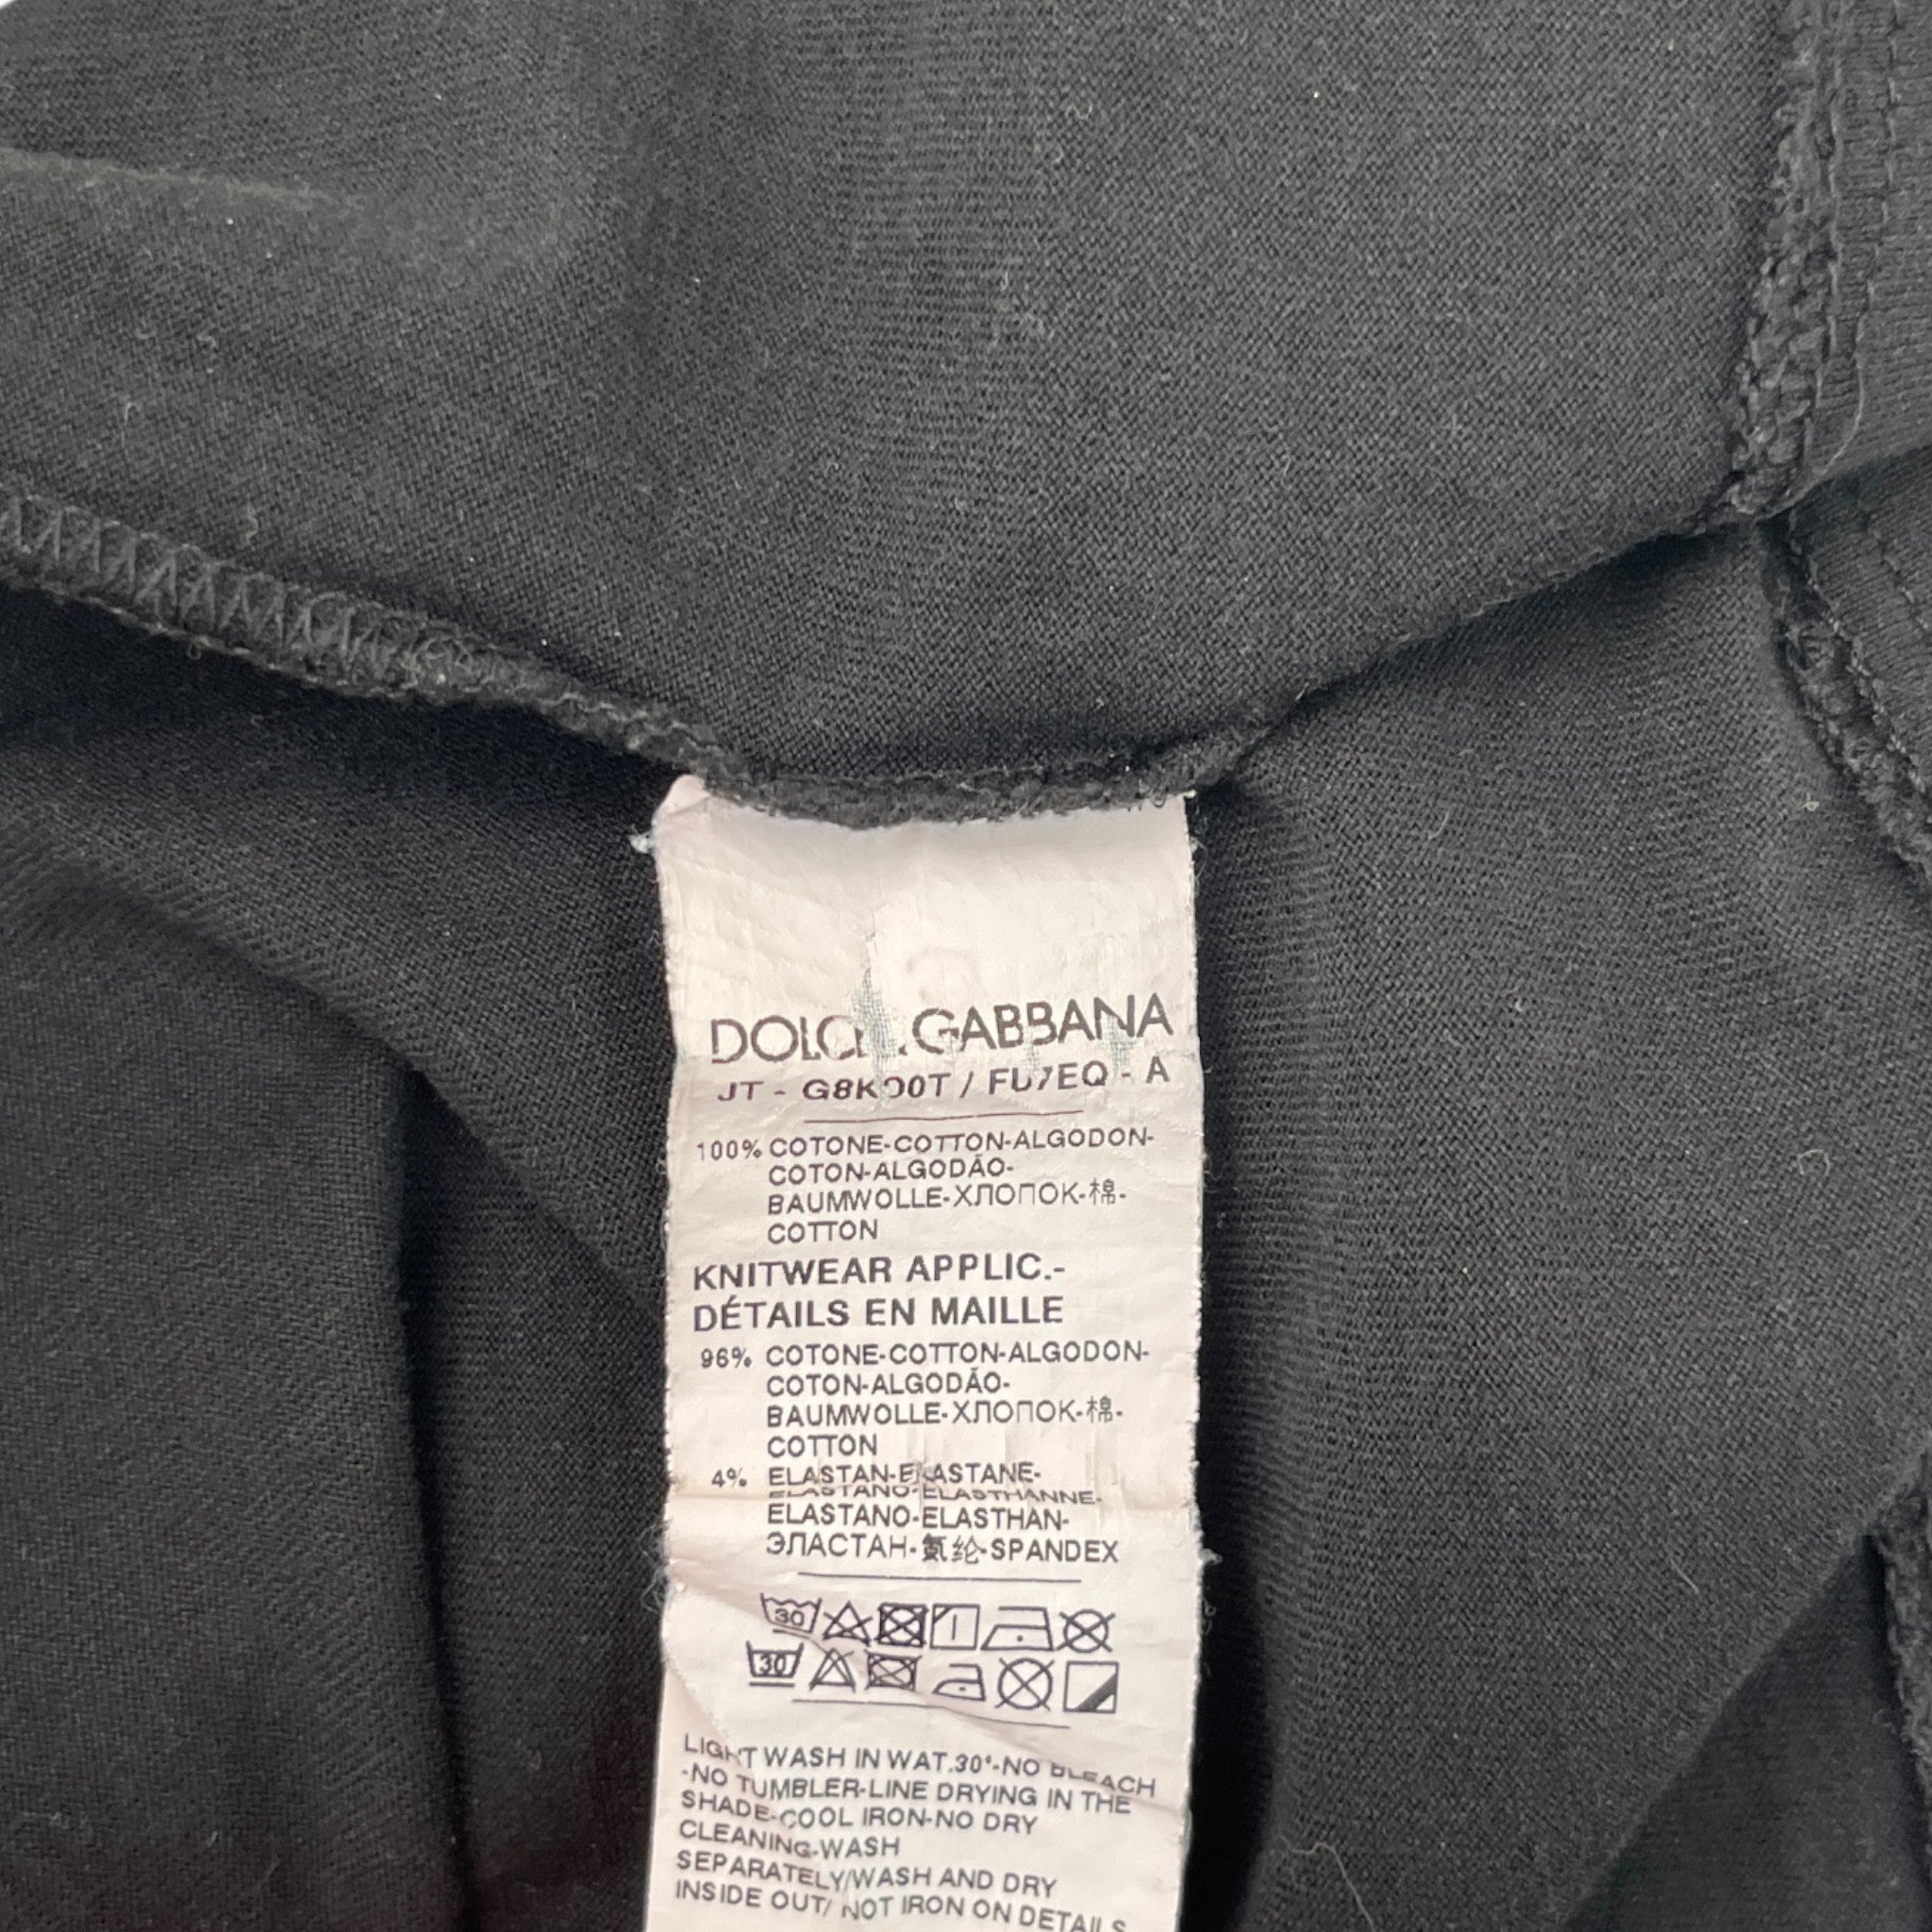 DOLCE & GABBANA
JT - G8K00T / FU7EQ - A
100% COTONE-COTTON-ALGODON-
COTON-ALGODÃO-
BAUMWOLLE-ХЛОПОК-棉-
COTTON
KNITWEAR APPLIC.-
DÉTAILS EN MAILLE
96% COTONE-COTTON-ALGODON-
COTON-ALGODÃO-
BAUMWOLLE-ХЛОПОК-棉-
COTTON
4% ELASTAN-ELASTANE-
ELASTANO-ELASTHANNE-
ELASTANO-ELASTHAN-
ЭЛАСТАН-氨纶-SPANDEX
30
30
LIGHT WASH IN WAT.30°-NO BLEACH
-NO TUMBLER-LINE DRYING IN THE
SHADE-COOL IRON-NO DRY
CLEANING-WASH
SEPARATELY/WASH AND DRY
INSIDE OUT/ NOT IRON ON DETAILS